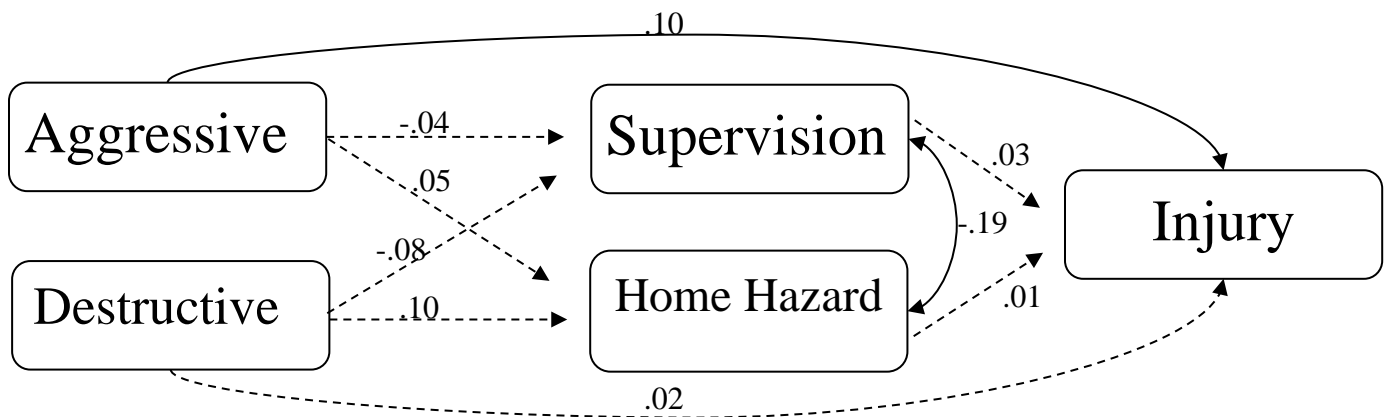 .10
Aggressive
-.04
Supervision
.03
.05
Injury
-.19
-.08
Destructive
.10
Home Hazard
.01
.02